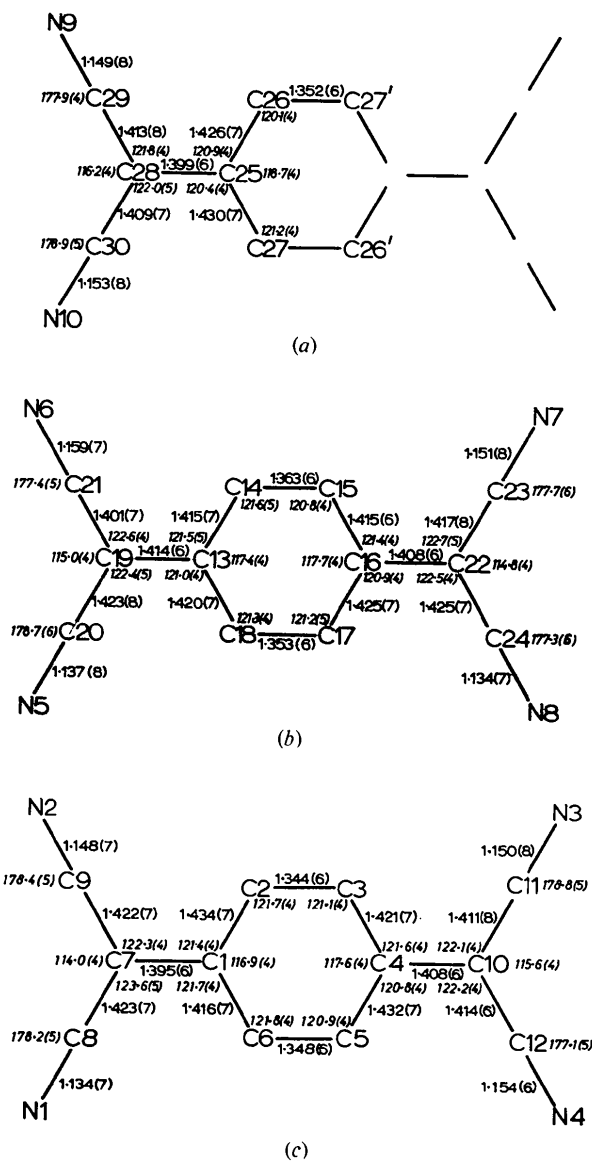 N9
1·149(8)
177·9(4) C29 C26 1·352(6) C27'
120·1(4)
1·413(8) 1·426(7)
121·8(4) 120·9(4)
116·2(4) C28 1·399(6) C25 118·7(4)
122·0(5) 120·4(4)
1·409(7) 1·430(7)
121·2(4)
178·9(5) C30 C27 C26'
1·153(8)
N10
(a)
N6 N7
1·159(7) 1·151(8)
177·4(5) C21 C14 1·363(6) C15 C23 177·7(6)
121·6(5) 120·8(4)
1·401(7) 1·415(7) 1·415(6) 1·417(8)
122·6(4) 121·5(5) 121·4(4) 122·7(5)
115·0(4) C19 1·414(6) C13 117·4(4) 117·7(4) C16 1·408(6) C22 114·8(4)
122·4(5) 121·0(4) 120·9(4) 122·5(4)
1·423(8) 1·420(7) 1·425(7) 1·425(7)
121·3(4) 121·2(5)
178·7(6) C20 C18 1·353(6) C17 C24 177·3(6)
1·137(8) 1·134(7)
N5 N8
(b)
N2 N3
1·148(7) 1·150(8)
178·4(5) C9 C2 1·344(6) C3 C11 178·8(5)
121·7(4) 121·1(4)
1·422(7) 1·434(7) 1·421(7) 1·411(8)
122·3(4) 121·4(4) 121·6(4) 122·1(4)
114·0(4) C7 1·395(6) C1 116·9(4) 117·6(4) C4 1·408(6) C10 115·6(4)
123·6(5) 121·7(4) 120·8(4) 122·2(4)
1·423(7) 1·416(7) 1·432(7) 1·414(6)
121·8(4) 120·9(4)
178·2(5) C8 C6 1·348(6) C5 C12 177·1(5)
1·134(7) 1·154(6)
N1 N4
(c)